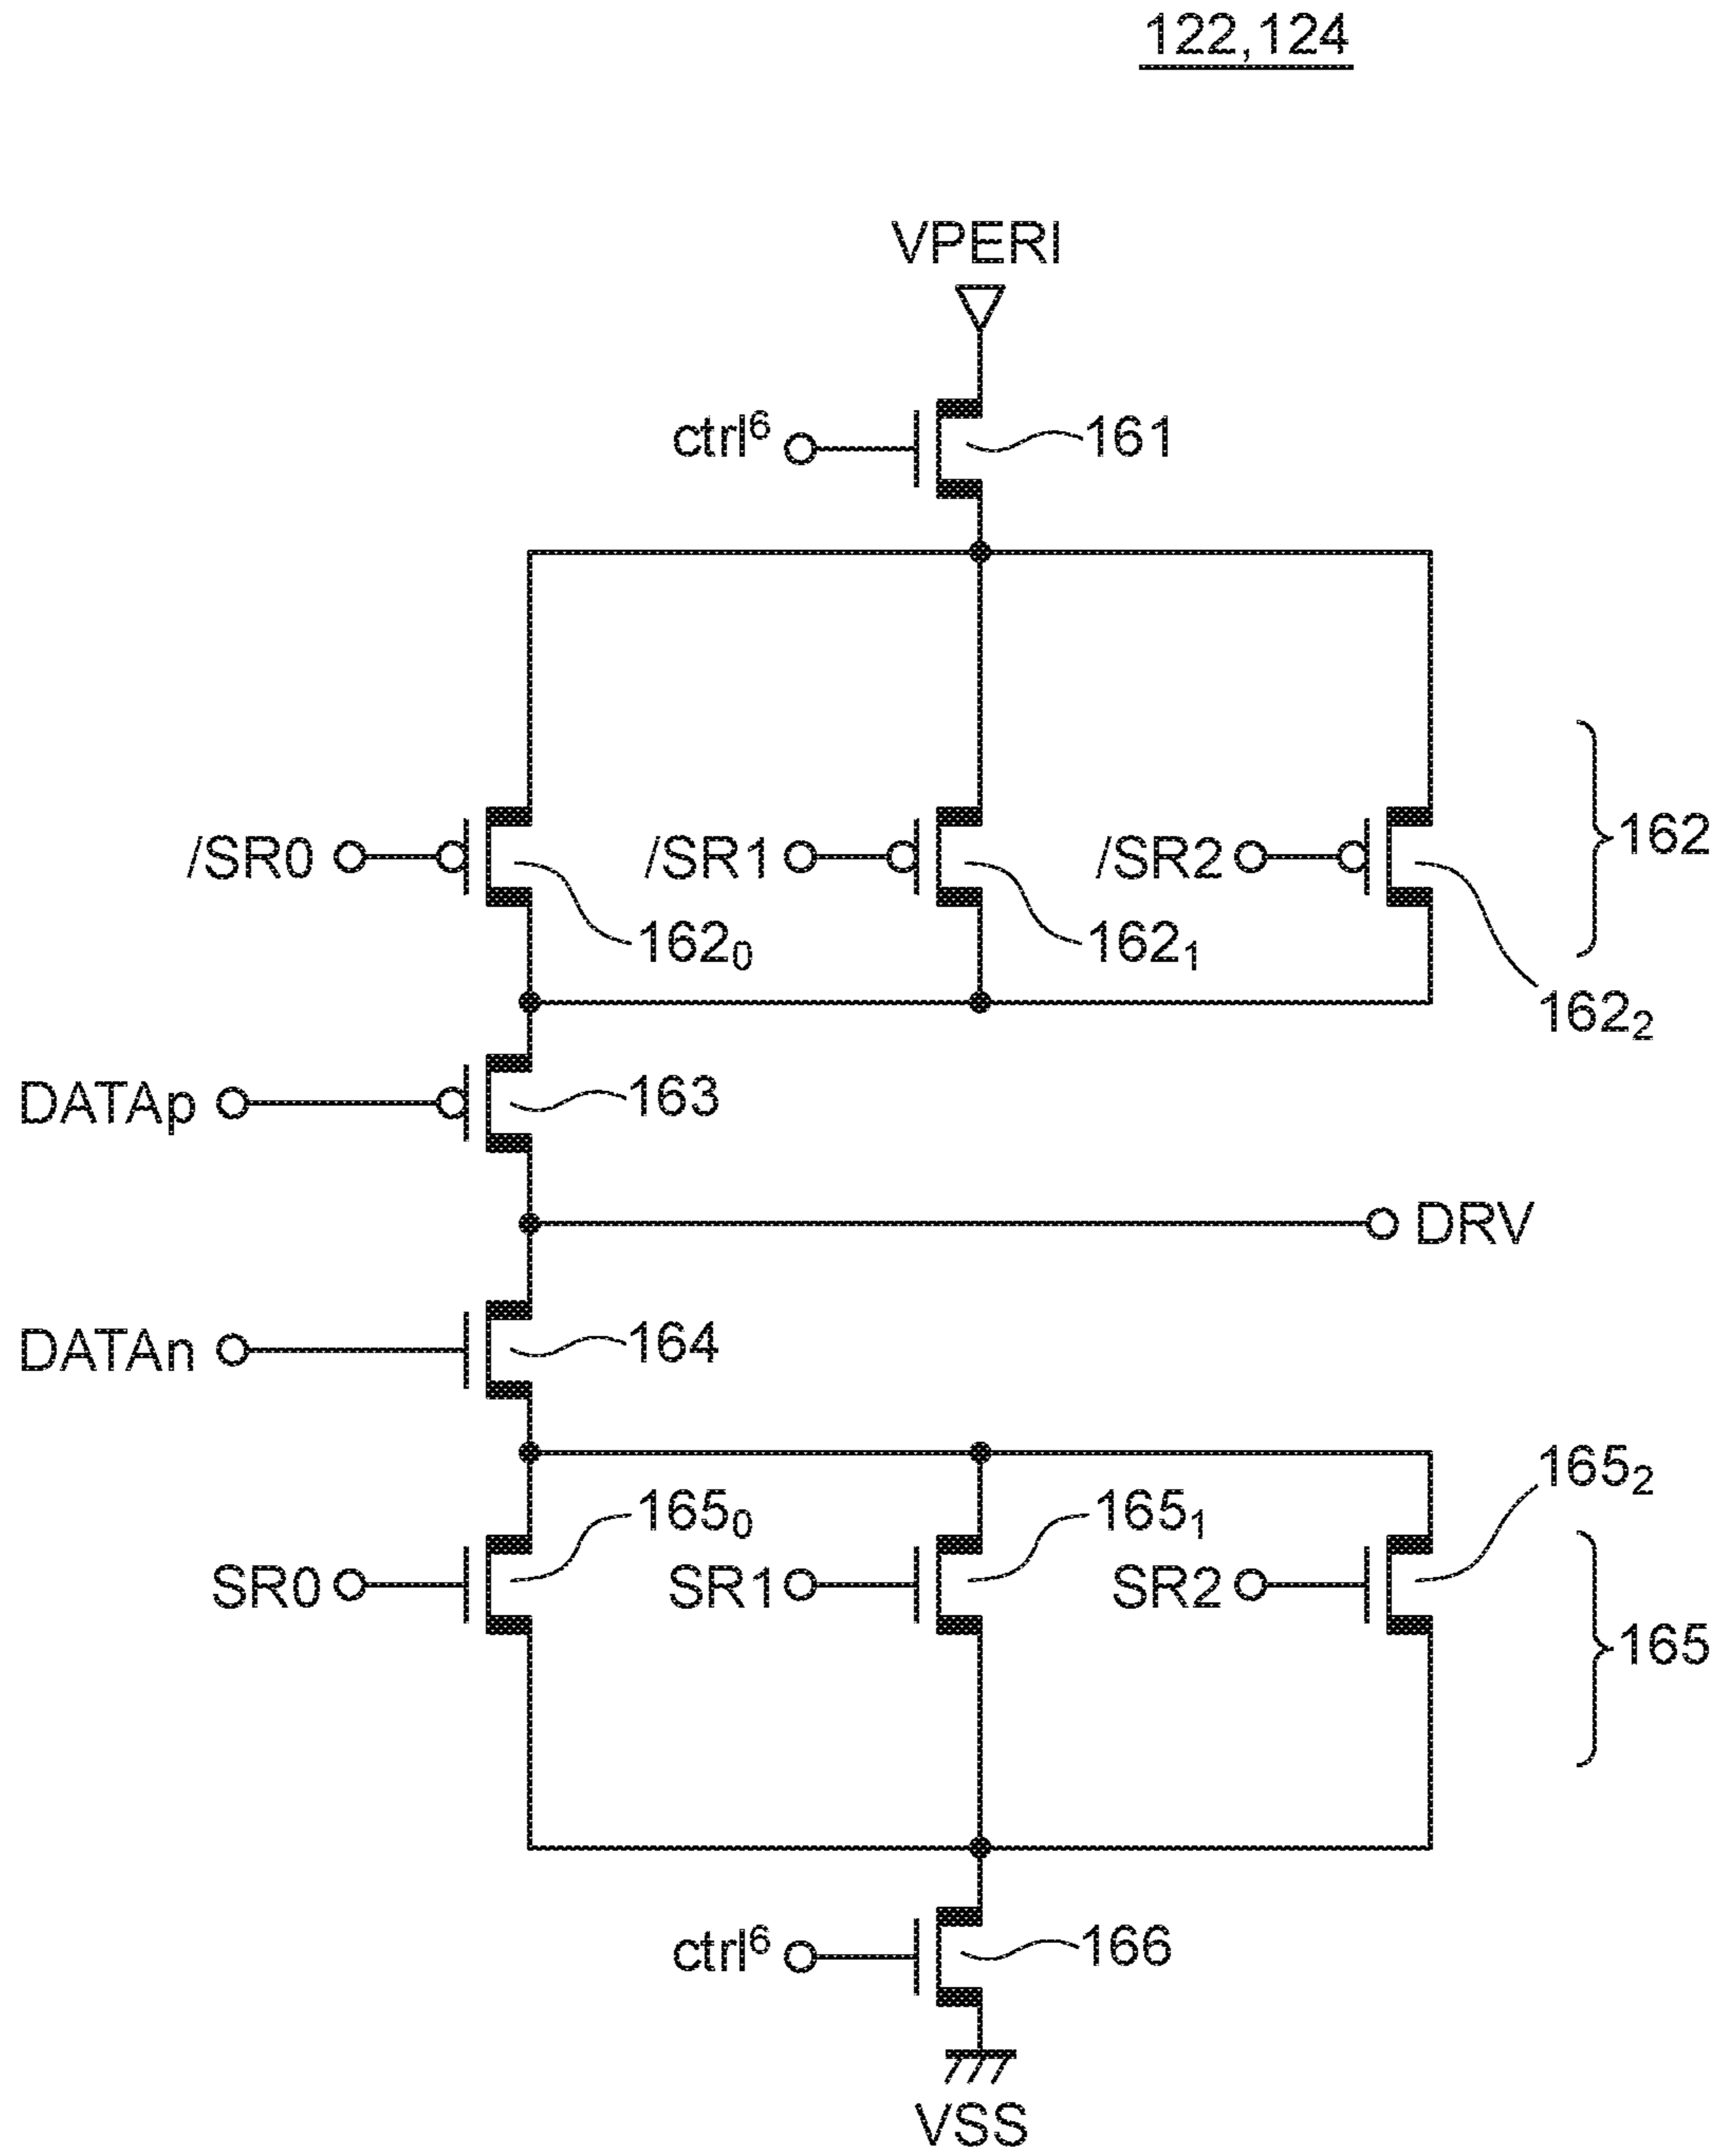 122,124
VPERI
ctrl⁶ 161
/SR0 /SR1 /SR2 162
162₀ 162₁ 162₂
DATAp 163
DRV
DATAn 164
165₀ 165₁ 165₂
SR0 SR1 SR2 165
ctrl⁶ 166
VSS